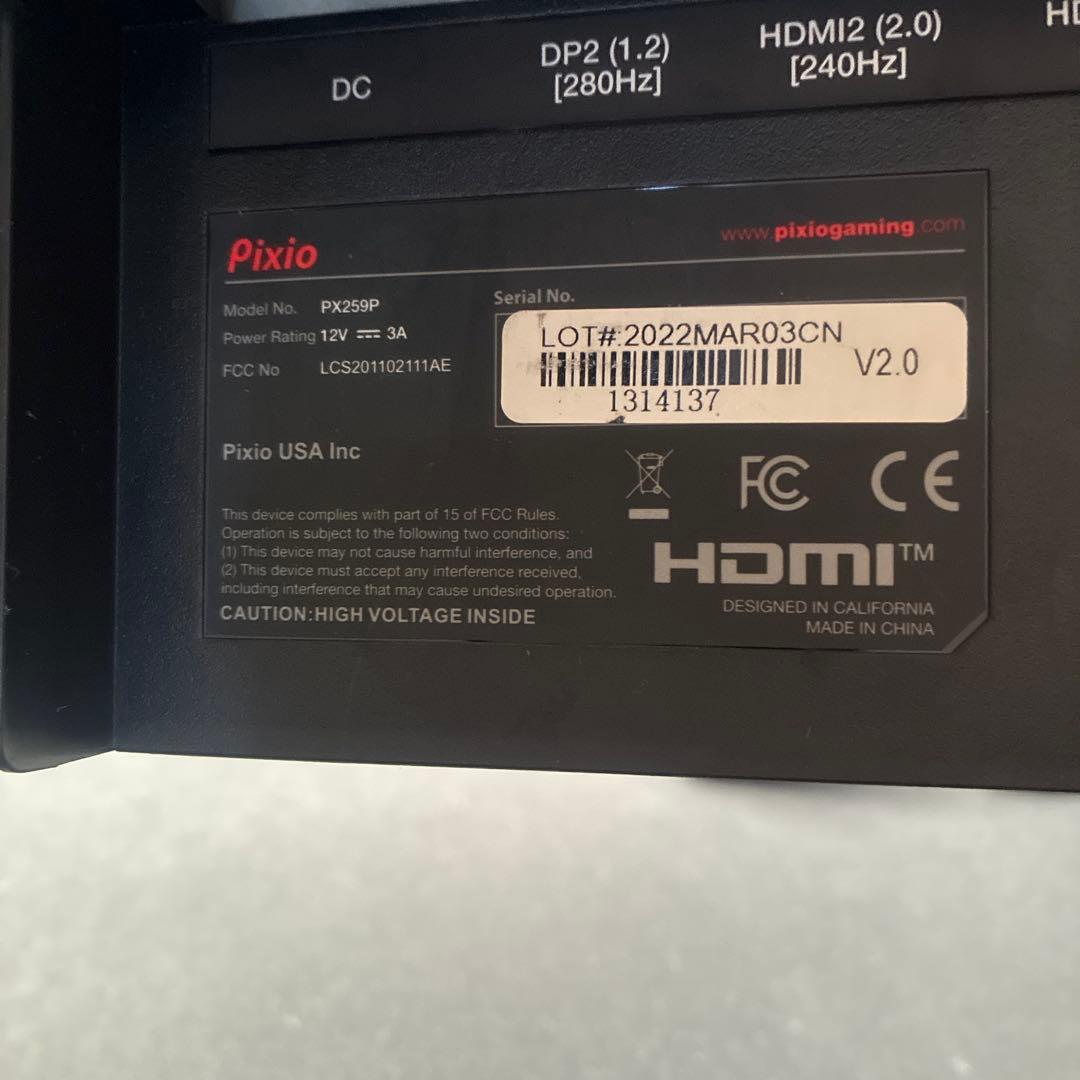 DC
DP2 (1.2)
[280Hz]
HDMI2 (2.0)
[240Hz]
Pixio
www.pixiogaming.com
Model No. PX259P
Power Rating 12V ⎓ 3A
FCC No LCS201102111AE
Serial No.
LOT#:2022MAR03CN
V2.0
1314137
Pixio USA Inc
FC
CE
This device complies with part of 15 of FCC Rules.
Operation is subject to the following two conditions:
(1) This device may not cause harmful interference, and
(2) This device must accept any interference received,
including interference that may cause undesired operation.
CAUTION:HIGH VOLTAGE INSIDE
HDMI™
DESIGNED IN CALIFORNIA
MADE IN CHINA